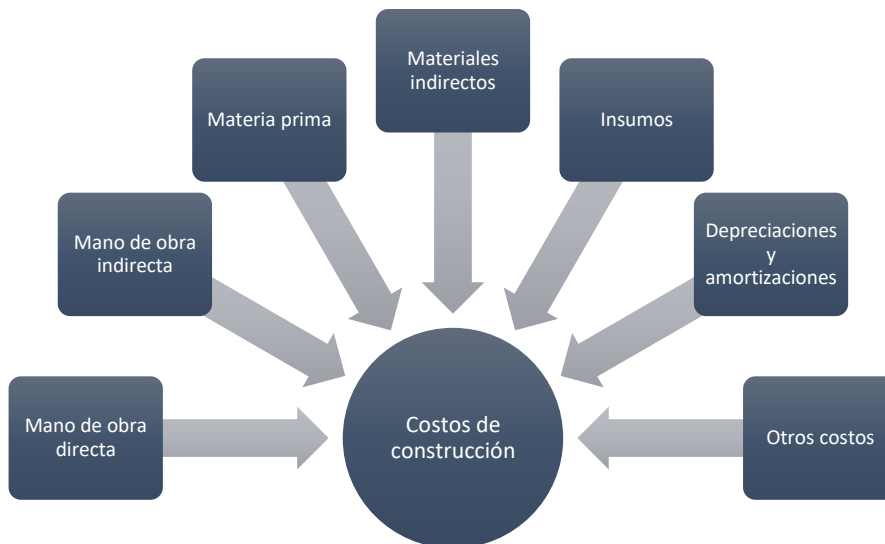 Materiales
indirectos
Materia prima
Insumos
Mano de obra
indirecta
Depreciaciones
y
amortizaciones
Mano de obra
directa
Costos de
construcción
Otros costos